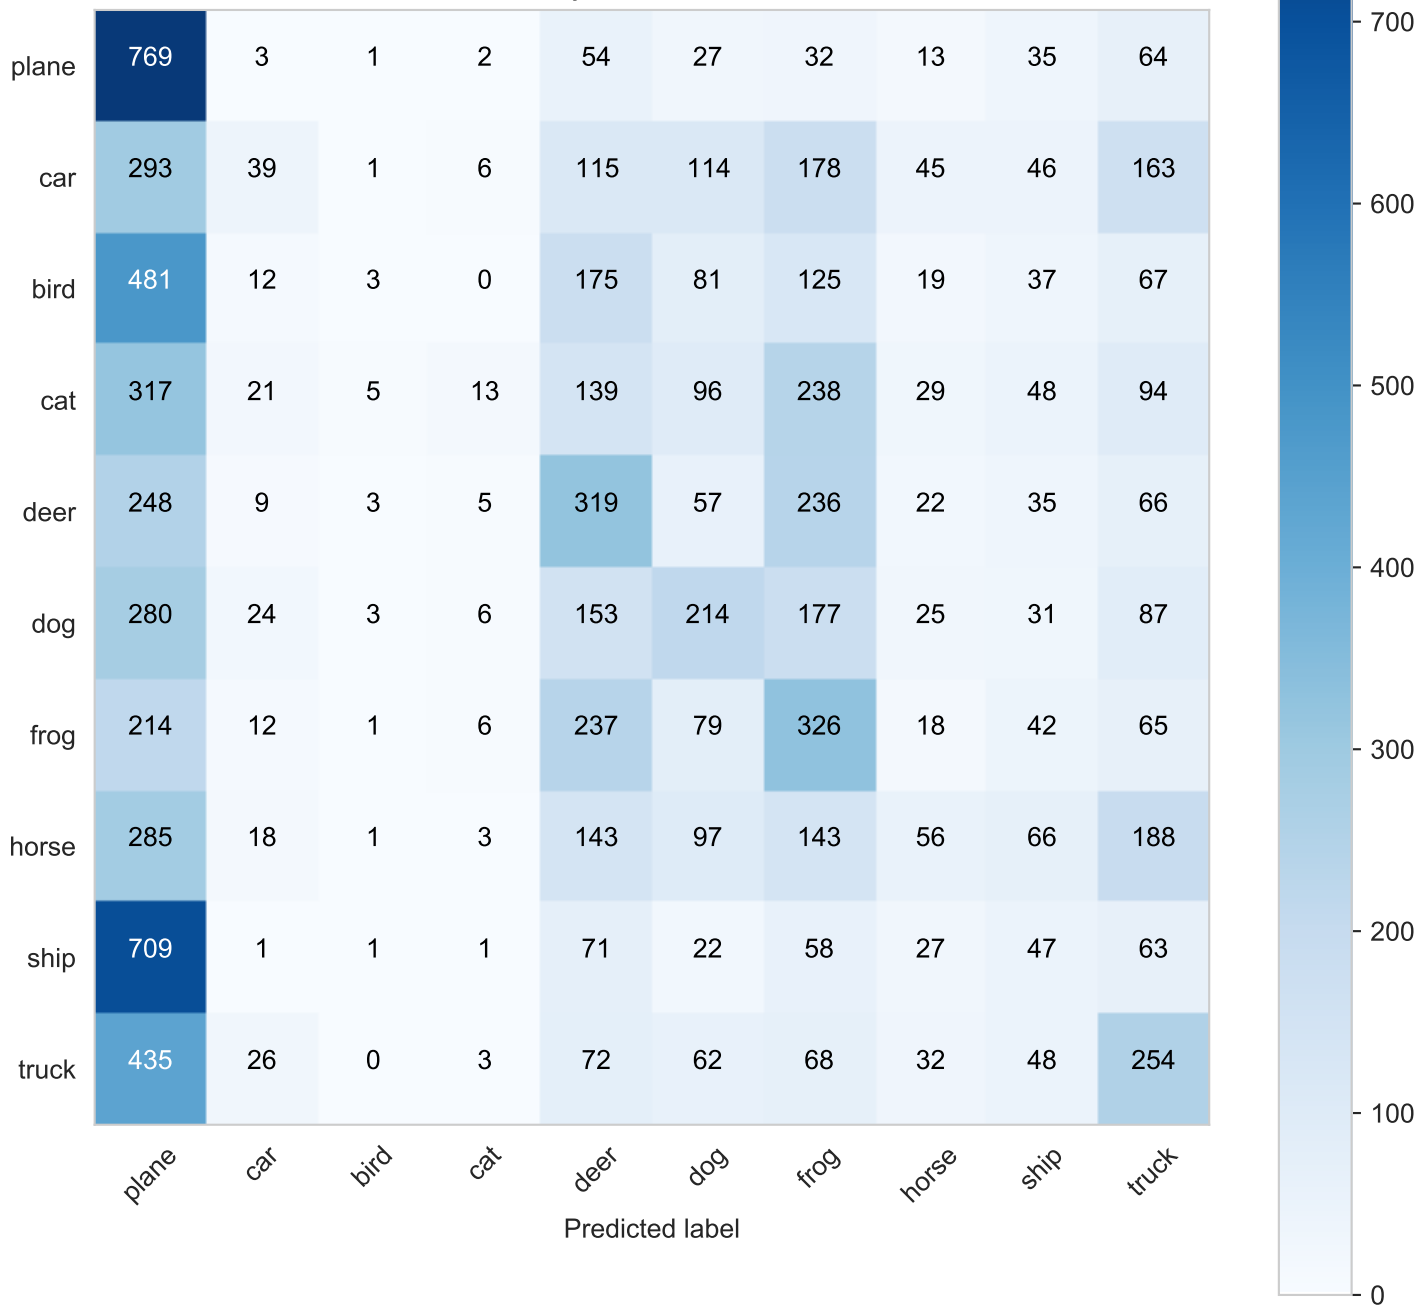 700
plane 769 3 1 2 54 27 32 13 35 64
car 293 39 1 6 115 114 178 45 46 163
600
bird 481 12 3 0 175 81 125 19 37 67
500
cat 317 21 5 13 139 96 238 29 48 94
deer 248 9 3 5 319 57 236 22 35 66
400
dog 280 24 3 6 153 214 177 25 31 87
frog 214 12 1 6 237 79 326 18 42 65
300
horse 285 18 1 3 143 97 143 56 66 188
200
ship 709 1 1 1 71 22 58 27 47 63
truck 435 26 0 3 72 62 68 32 48 254
100
plane car bird cat deer dog frog horse ship truck
Predicted label
0